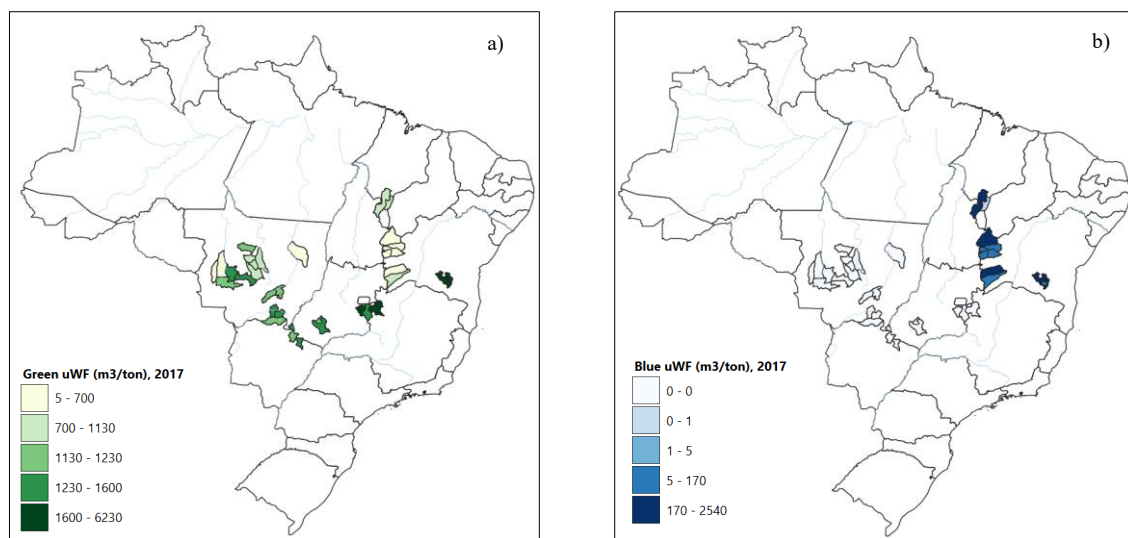 a)
Green uWF (m3/ton), 2017
5 - 700
700 - 1130
1130 - 1230
1230 - 1600
1600 - 6230
b)
Blue uWF (m3/ton), 2017
0 - 0
0 - 1
1 - 5
5 - 170
170 - 2540